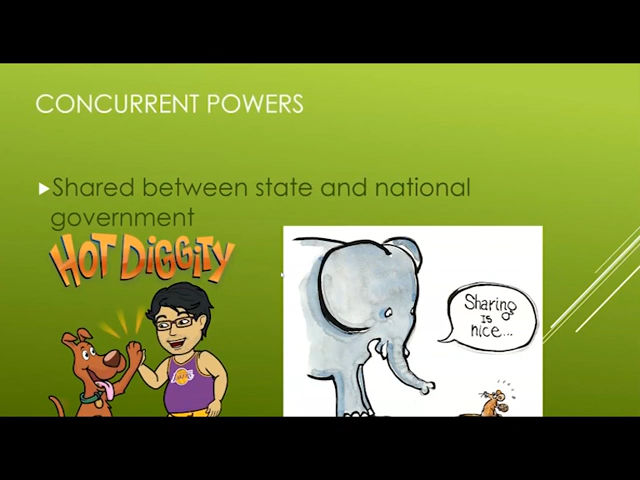 CONCURRENT POWERS
Shared between state and national
government
HOT DIGGITY
Sharing
is
nice...